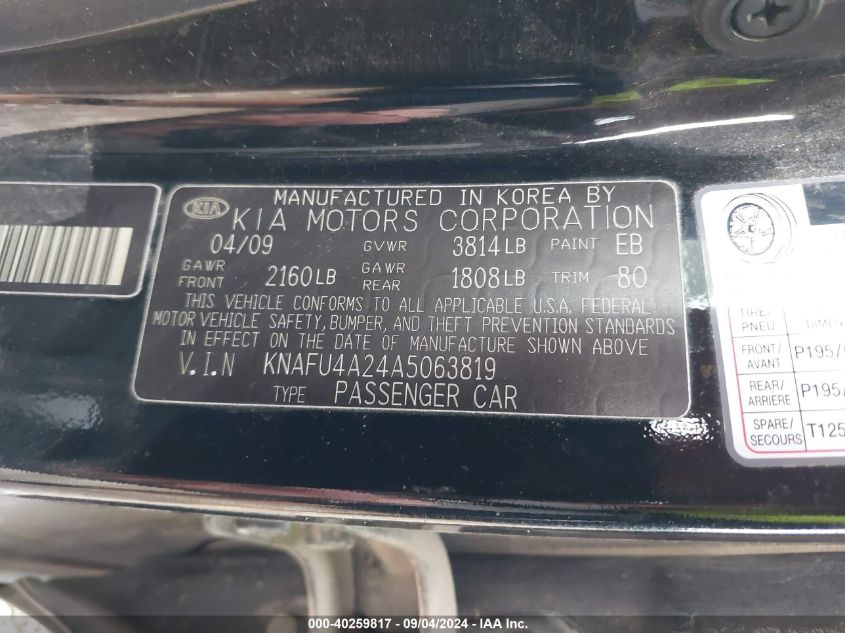 MANUFACTURED IN KOREA BY
KIA KIA MOTORS CORPORATION
04/09 GVWR 3814 LB PAINT EB
GAWR FRONT 2160 LB GAWR REAR 1808 LB TRIM 80
THIS VEHICLE CONFORMS TO ALL APPLICABLE U.S.A. FEDERAL
MOTOR VEHICLE SAFETY, BUMPER, AND THEFT PREVENTION STANDARDS
IN EFFECT ON THE DATE OF MANUFACTURE SHOWN ABOVE
V.I.N KNAFU4A24A5063819
TYPE PASSENGER CAR
TIRE/
PNEU
FRONT/
AVANT P195/
REAR/
ARRIERE P195/
SPARE/
SECOURS T125
000-40259817 - 09/04/2024 - IAA Inc.